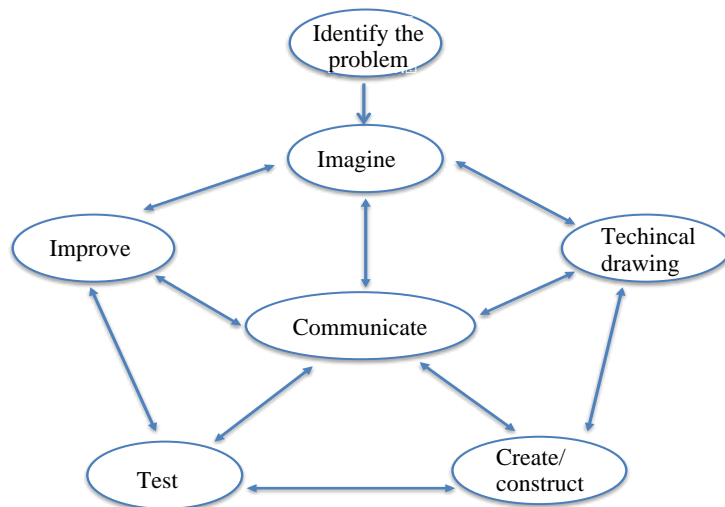 Identify the
problem
Imagine
Improve
Techincal
drawing
Communicate
Test
Create/
construct